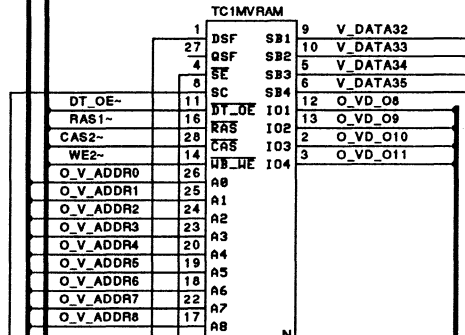 TC1MVRAM
1 DSF SB1 9 V_DATA32
27 QSF SB2 10 V_DATA33
4 SE SB3 5 V_DATA34
8 SC SB4 6 V_DATA35
DT_OE~ 11 DT_OE IO1 12 O_VD_O8
RAS1~ 16 RAS IO2 13 O_VD_O9
CAS2~ 28 CAS IO3 2 O_VD_O10
WE2~ 14 WB_WE IO4 3 O_VD_O11
O_V_ADDR0 26 A0
O_V_ADDR1 25 A1
O_V_ADDR2 24 A2
O_V_ADDR3 23 A3
O_V_ADDR4 20 A4
O_V_ADDR5 19 A5
O_V_ADDR6 18 A6
O_V_ADDR7 22 A7
O_V_ADDR8 17 A8